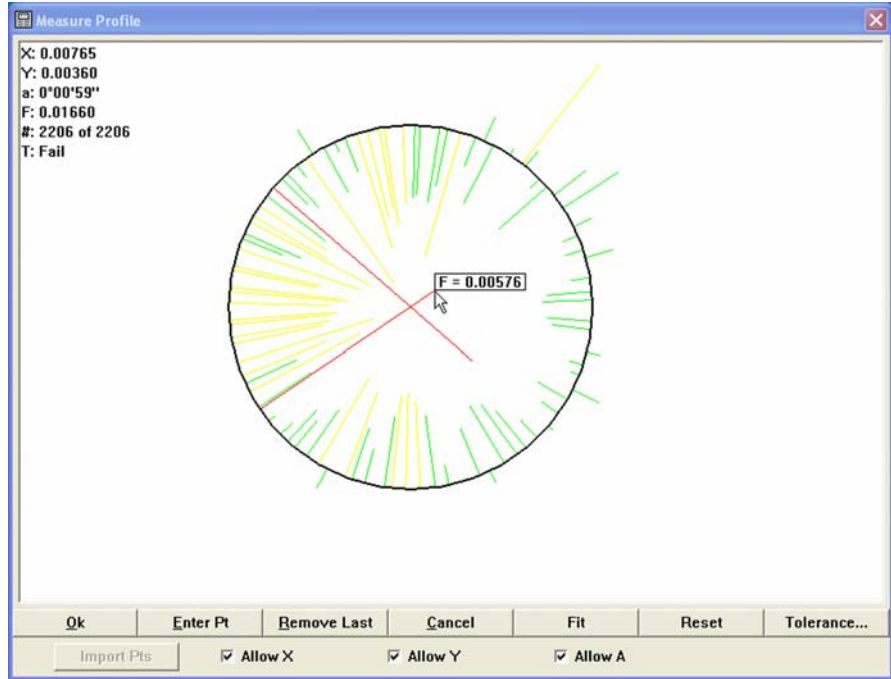 Measure Profile
X: 0.00765
Y: 0.00360
a: 0°00'59''
F: 0.01660
#: 2206 of 2206
T: Fail
F = 0.00576
Ok Enter Pt Remove Last Cancel Fit Reset Tolerance...
Import Pts Allow X Allow Y Allow A